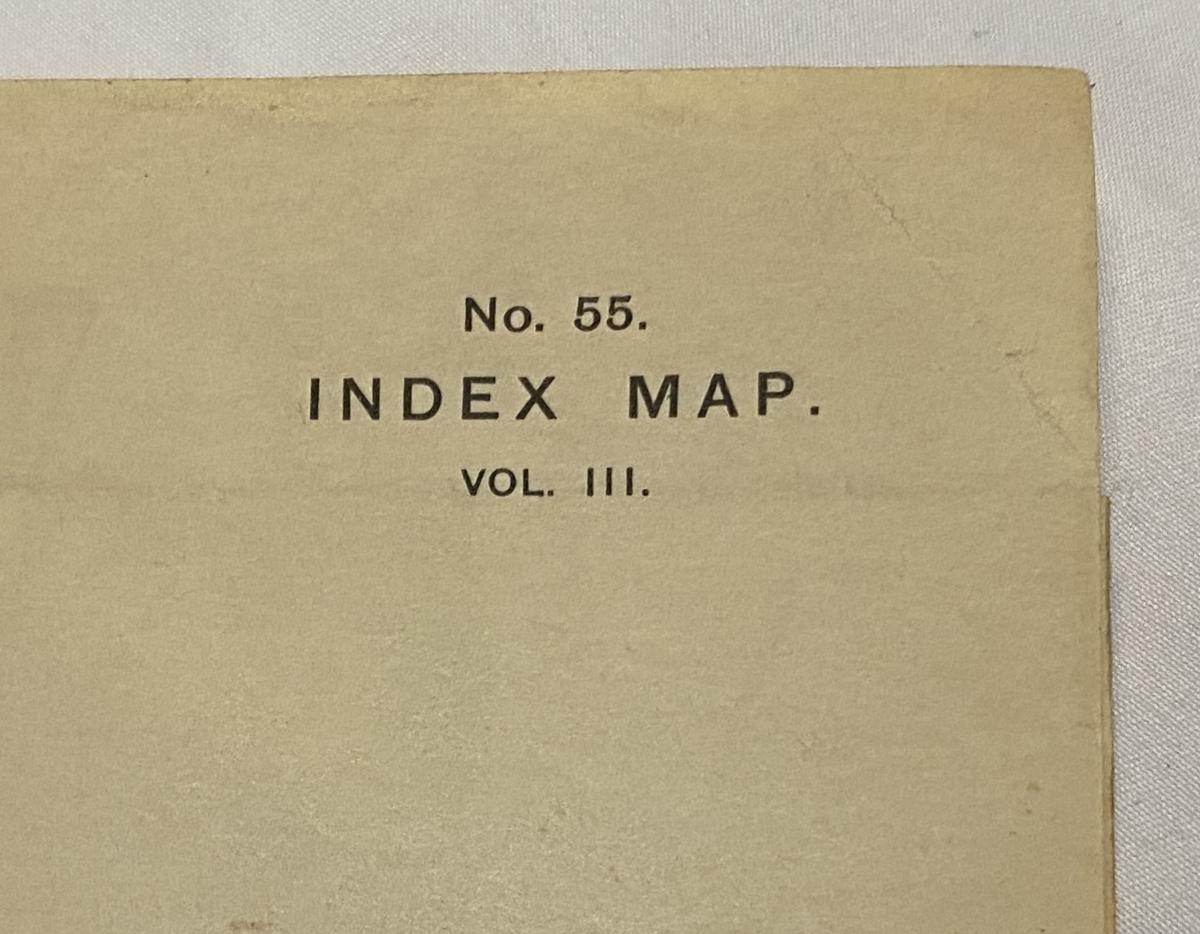 No. 55.
INDEX MAP.
VOL. III.